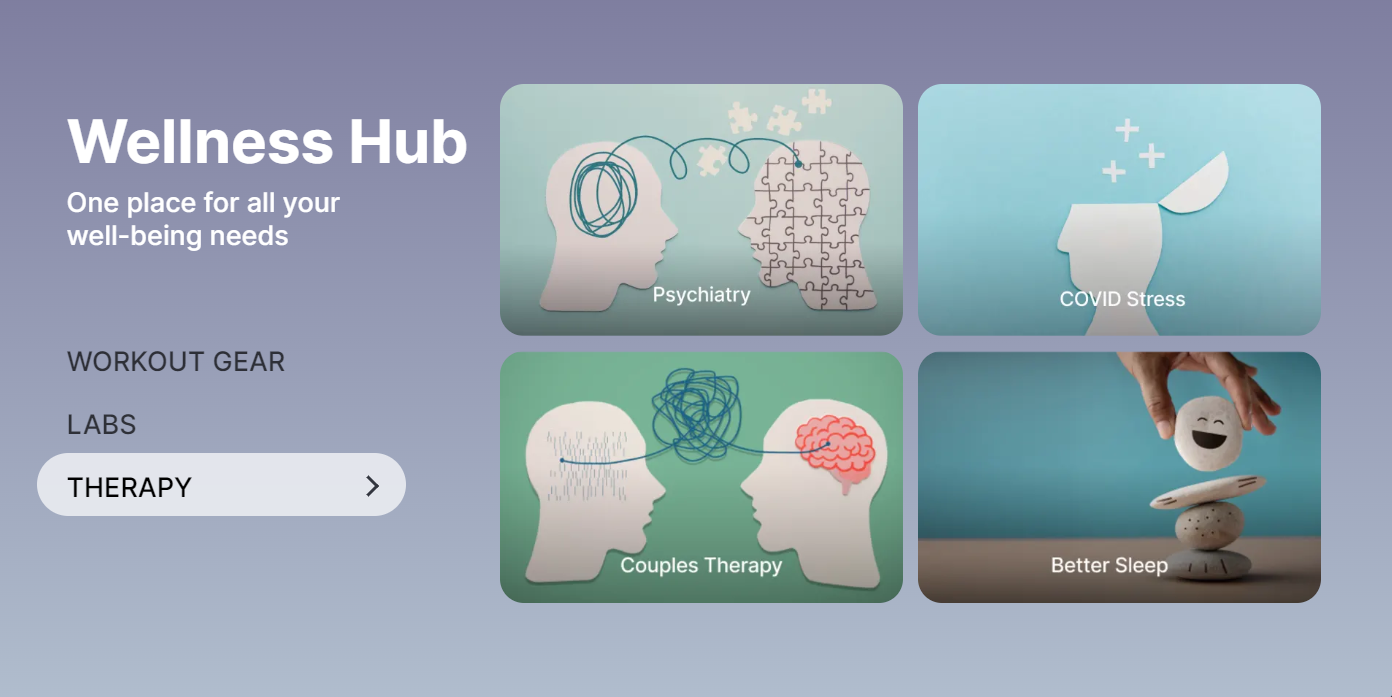 Wellness Hub
One place for all your
well-being needs
WORKOUT GEAR
LABS
THERAPY
Psychiatry
COVID Stress
Couples Therapy
Better Sleep